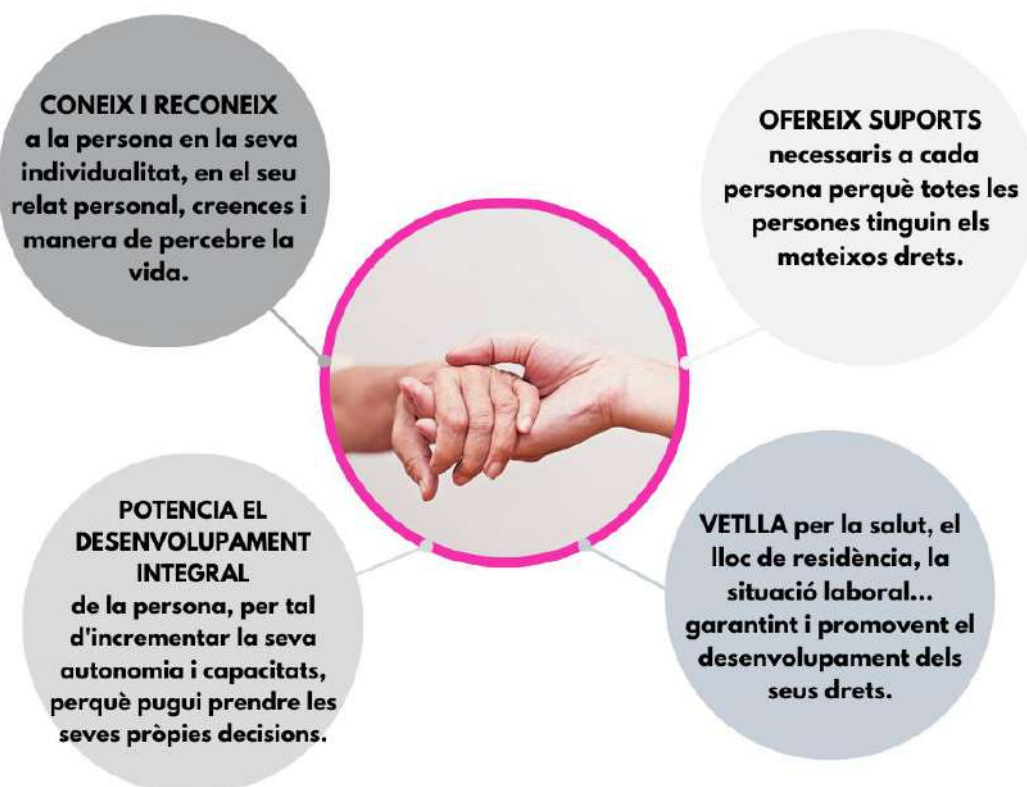 CONEIX I RECONEIX
a la persona en la seva
individualitat, en el seu
relat personal, creences i
manera de percebre la
vida.
OFEREIX SUPORTS
necessaris a cada
persona perquè totes les
persones tinguin els
mateixos drets.
POTENCIA EL
DESENVOLUPAMENT
INTEGRAL
de la persona, per tal
d'incrementar la seva
autonomia i capacitats,
perquè pugui prendre les
seves pròpies decisions.
VETLLA per la salut, el
lloc de residència, la
situació laboral...
garantint i promovent el
desenvolupament dels
seus drets.